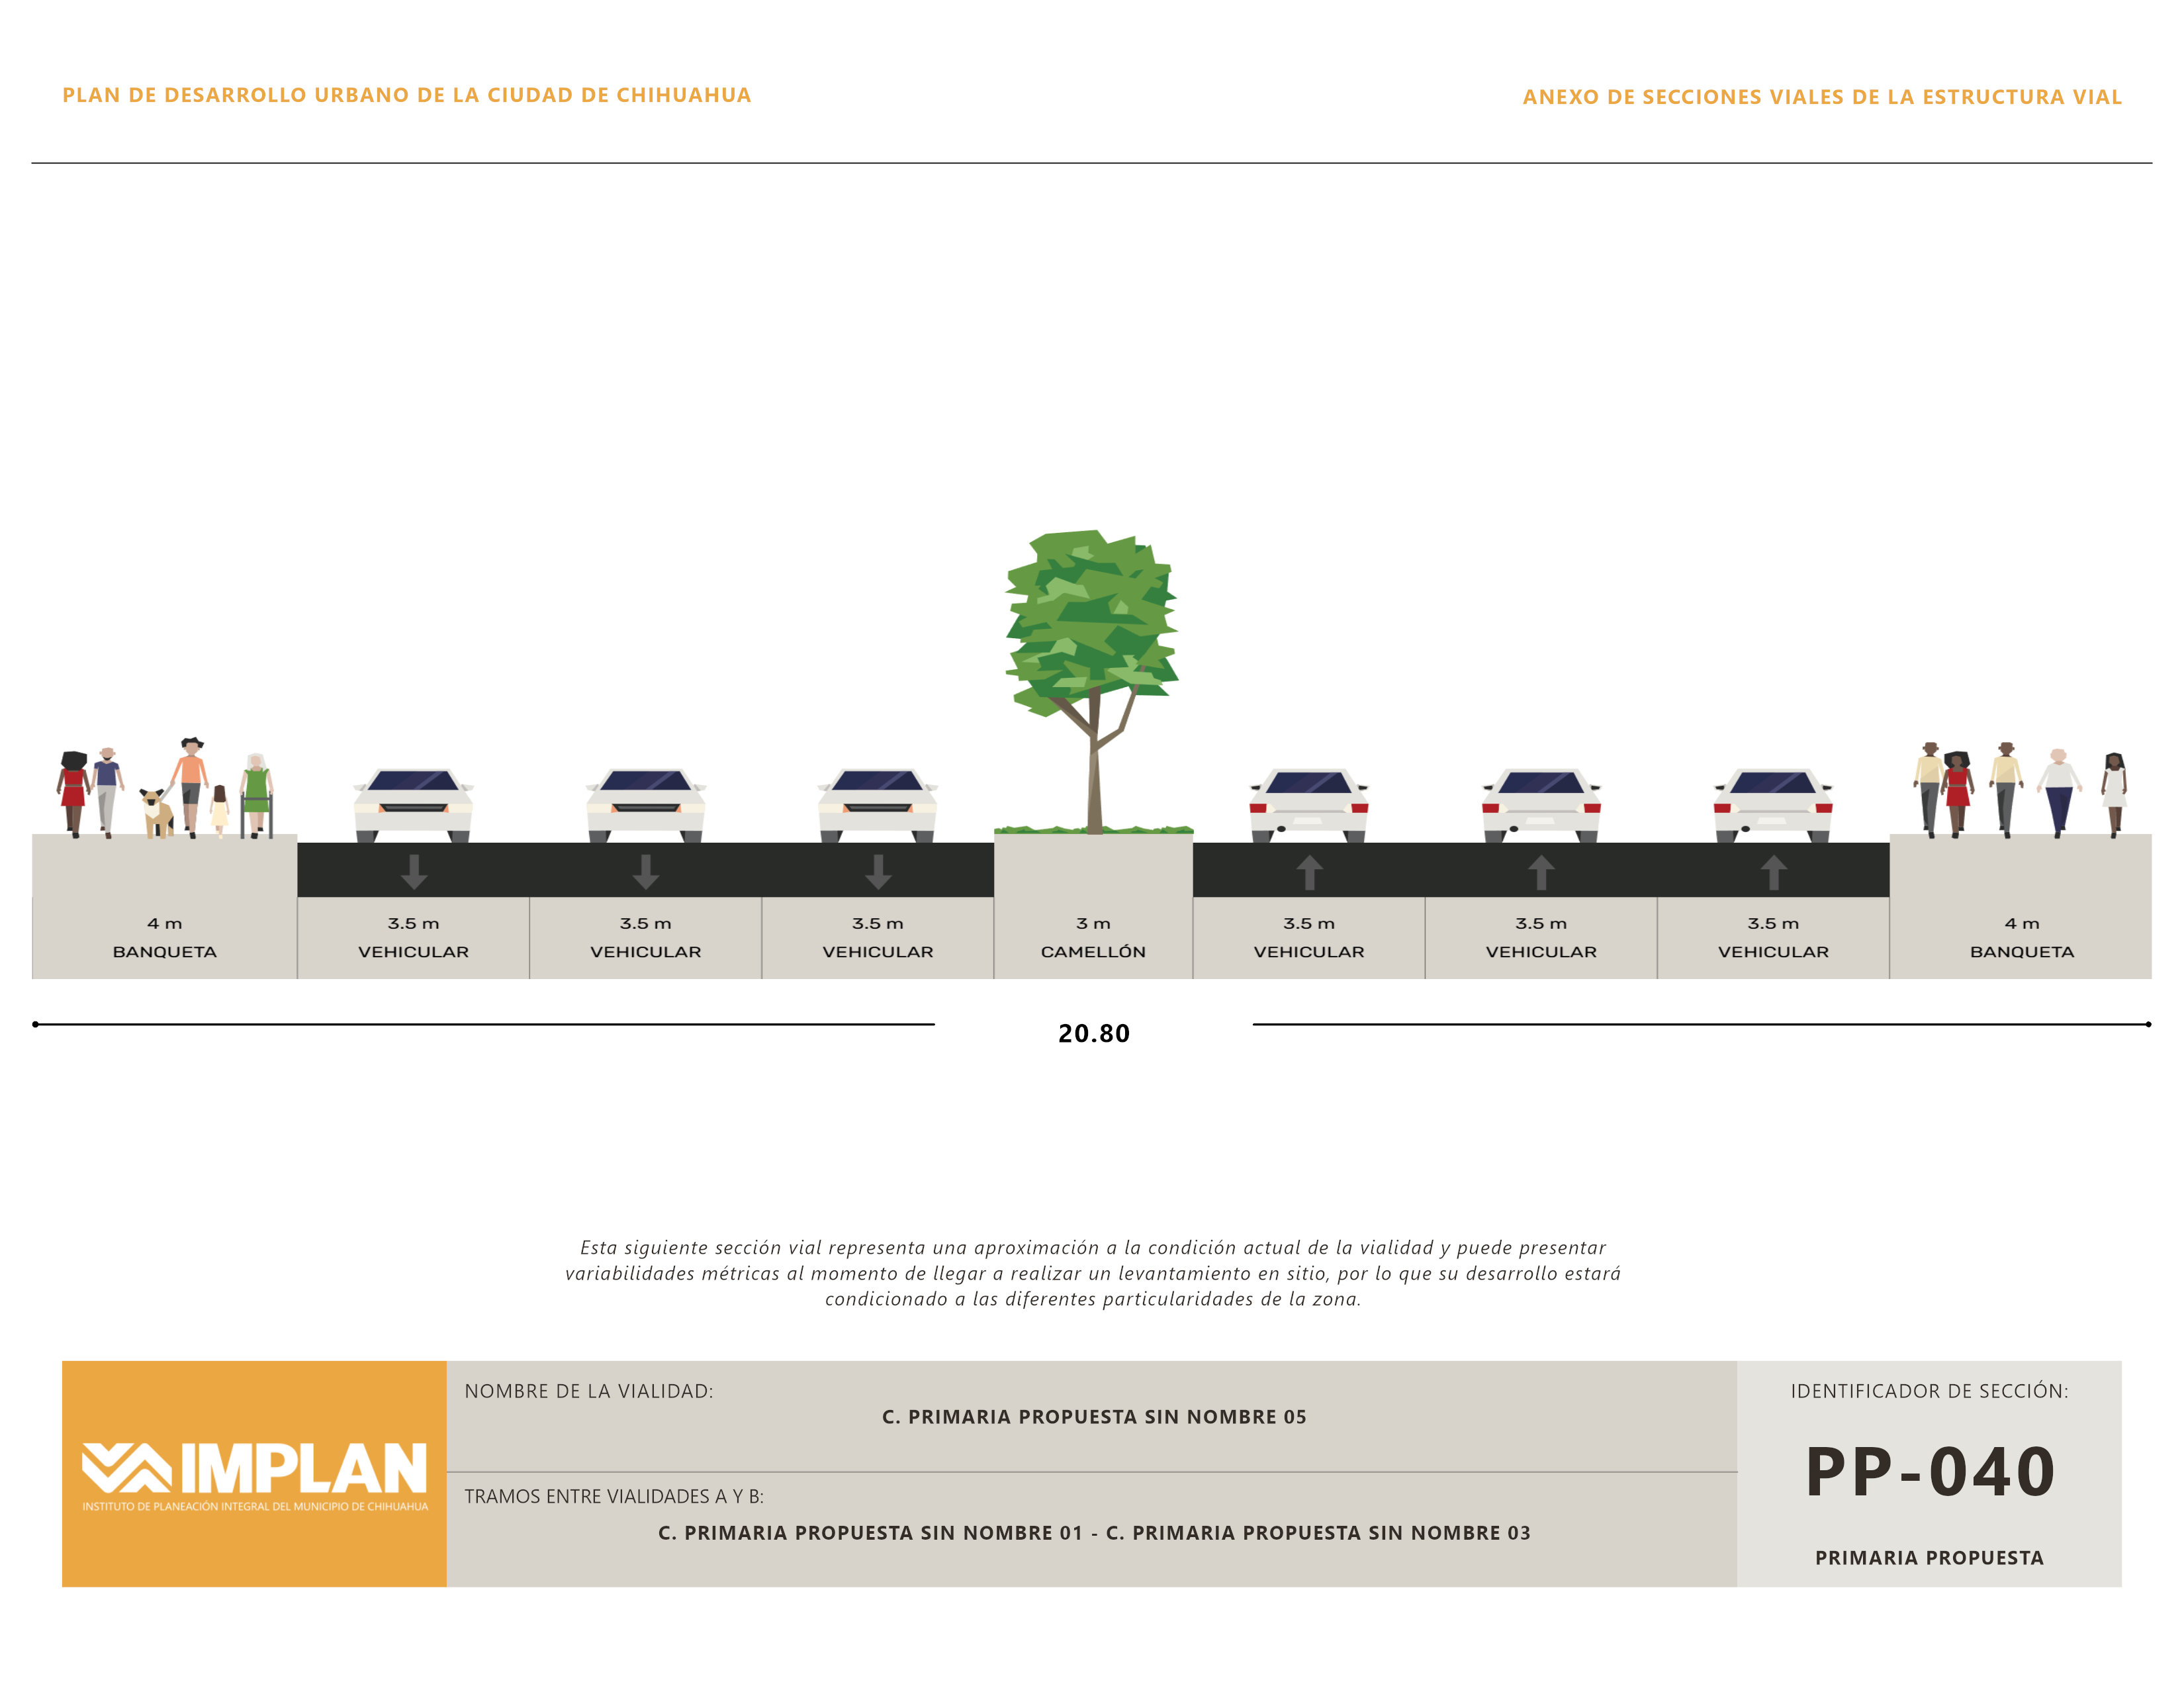 PLAN DE DESARROLLO URBANO DE LA CIUDAD DE CHIHUAHUA
ANEXO DE SECCIONES VIALES DE LA ESTRUCTURA VIAL
4 m
BANQUETA
3.5 m
VEHICULAR
3.5 m
VEHICULAR
3.5 m
VEHICULAR
3 m
CAMELLÓN
3.5 m
VEHICULAR
3.5 m
VEHICULAR
3.5 m
VEHICULAR
4 m
BANQUETA
20.80
Esta siguiente sección vial representa una aproximación a la condición actual de la vialidad y puede presentar
variabilidades métricas al momento de llegar a realizar un levantamiento en sitio, por lo que su desarrollo estará
condicionado a las diferentes particularidades de la zona.
IMPLAN
INSTITUTO DE PLANEACIÓN INTEGRAL DEL MUNICIPIO DE CHIHUAHUA
NOMBRE DE LA VIALIDAD:
C. PRIMARIA PROPUESTA SIN NOMBRE 05
TRAMOS ENTRE VIALIDADES A Y B:
C. PRIMARIA PROPUESTA SIN NOMBRE 01 - C. PRIMARIA PROPUESTA SIN NOMBRE 03
IDENTIFICADOR DE SECCIÓN:
PP-040
PRIMARIA PROPUESTA